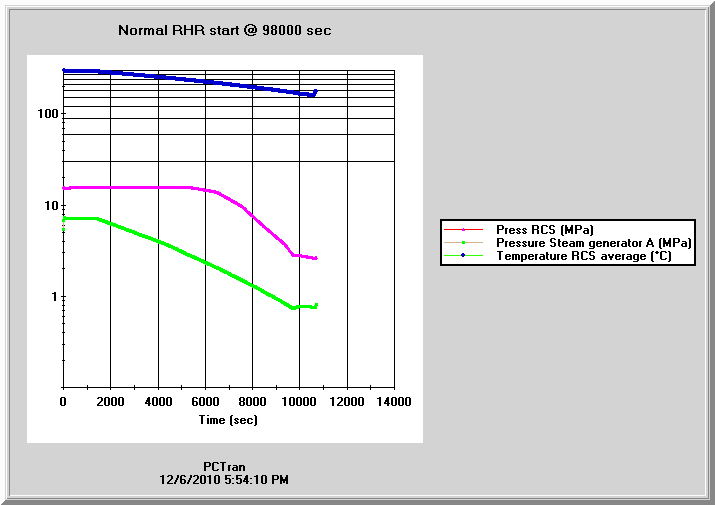 Normal RHR start @ 98000 sec
100
10
1
0 2000 4000 6000 8000 10000 12000 14000
Time (sec)
Press RCS (MPa)
Pressure Steam generator A (MPa)
Temperature RCS average (°C)
PCTran
12/6/2010 5:54:10 PM